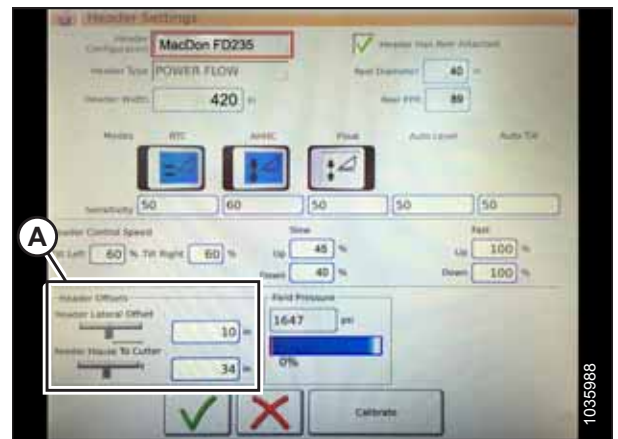 Header Settings
Header Configuration MacDon FD235
Header Has Reel Attached
Header Type POWER FLOW
Reel Diameter 40 in
Header Width 420 in
Reel PPR 89
Modes RTC AHHC Float Auto Level Auto Tilt
Sensitivity 50 60 50 50 50
A
Header Control Speed Slow Fast
Tilt Left 60 % Tilt Right 60 % Up 48 % Up 100 %
Down 40 % Down 100 %
Header Offsets Field Pressure
Header Lateral Offset 1647 psi
10 in
Feeder House To Cutter 0%
34 in
Calibrate
1035988